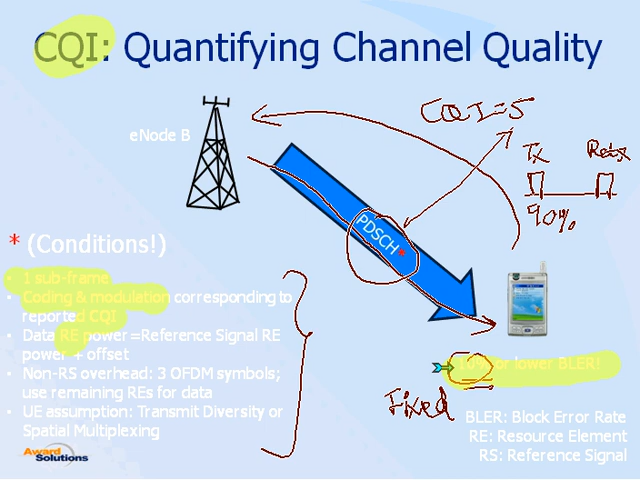 CQI: Quantifying Channel Quality
CQI=5
eNode B
Tx
90%
PDSCH*
* (Conditions!)
• 1 sub-frame
• Coding & modulation corresponding to
reported CQI
• Data RE power=Reference Signal RE
power + offset
• Non-RS overhead: 3 OFDM symbols;
use remaining REs for data
• UE assumption: Transmit Diversity or
Spatial Multiplexing
or lower BLER!
Fixed
BLER: Block Error Rate
RE: Resource Element
RS: Reference Signal
Award
Solutions